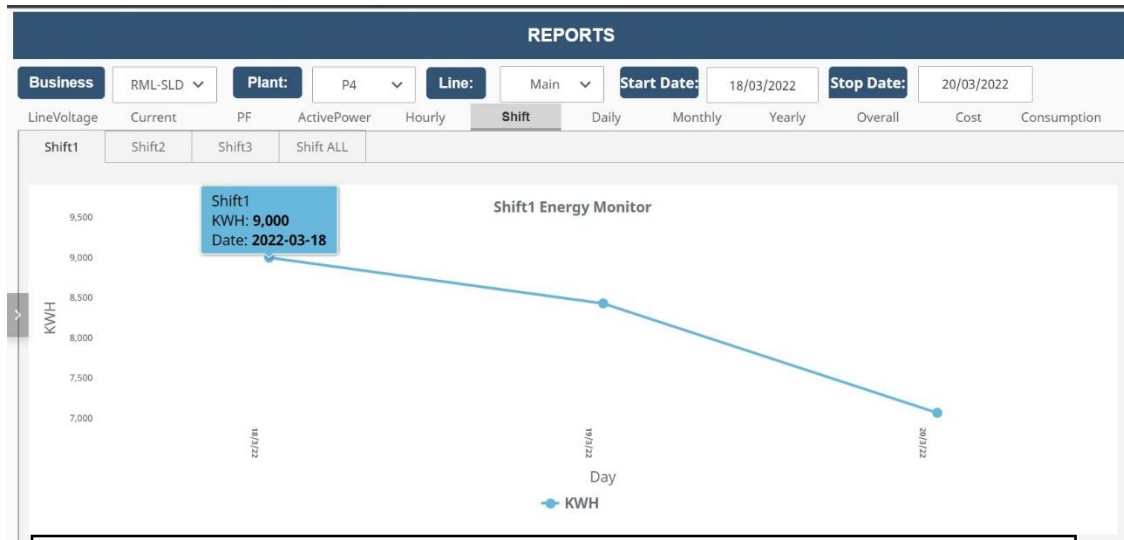 REPORTS
Business RML-SLD Plant: P4 Line: Main Start Date: 18/03/2022 Stop Date: 20/03/2022
LineVoltage Current PF ActivePower Hourly Shift Daily Monthly Yearly Overall Cost Consumption
Shift1 Shift2 Shift3 Shift ALL
Shift1 Energy Monitor
Shift1
KWH: 9,000
Date: 2022-03-18
KWH
9,500
9,000
8,500
8,000
7,500
7,000
18/3/22 19/3/22 20/3/22
Day
KWH